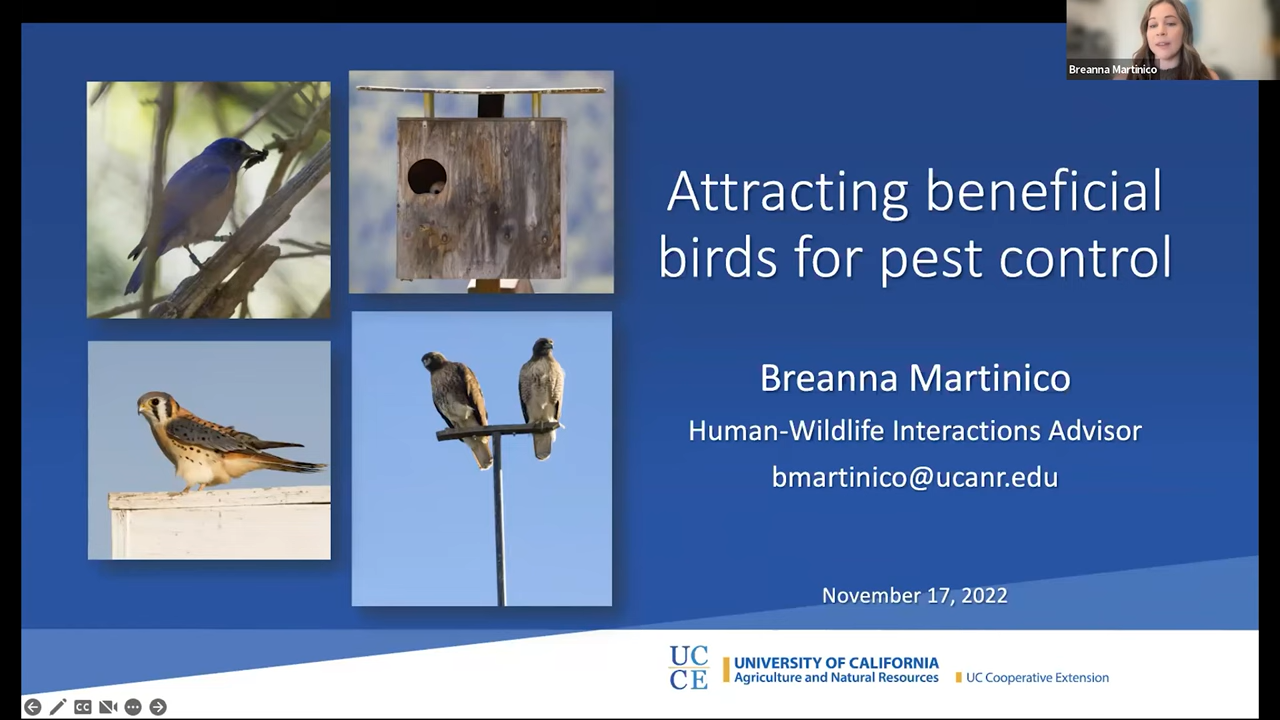 Breanna Martinico
Attracting beneficial
birds for pest control
Breanna Martinico
Human-Wildlife Interactions Advisor
bmartinico@ucanr.edu
November 17, 2022
UC
CE
UNIVERSITY OF CALIFORNIA
Agriculture and Natural Resources
UC Cooperative Extension
CC